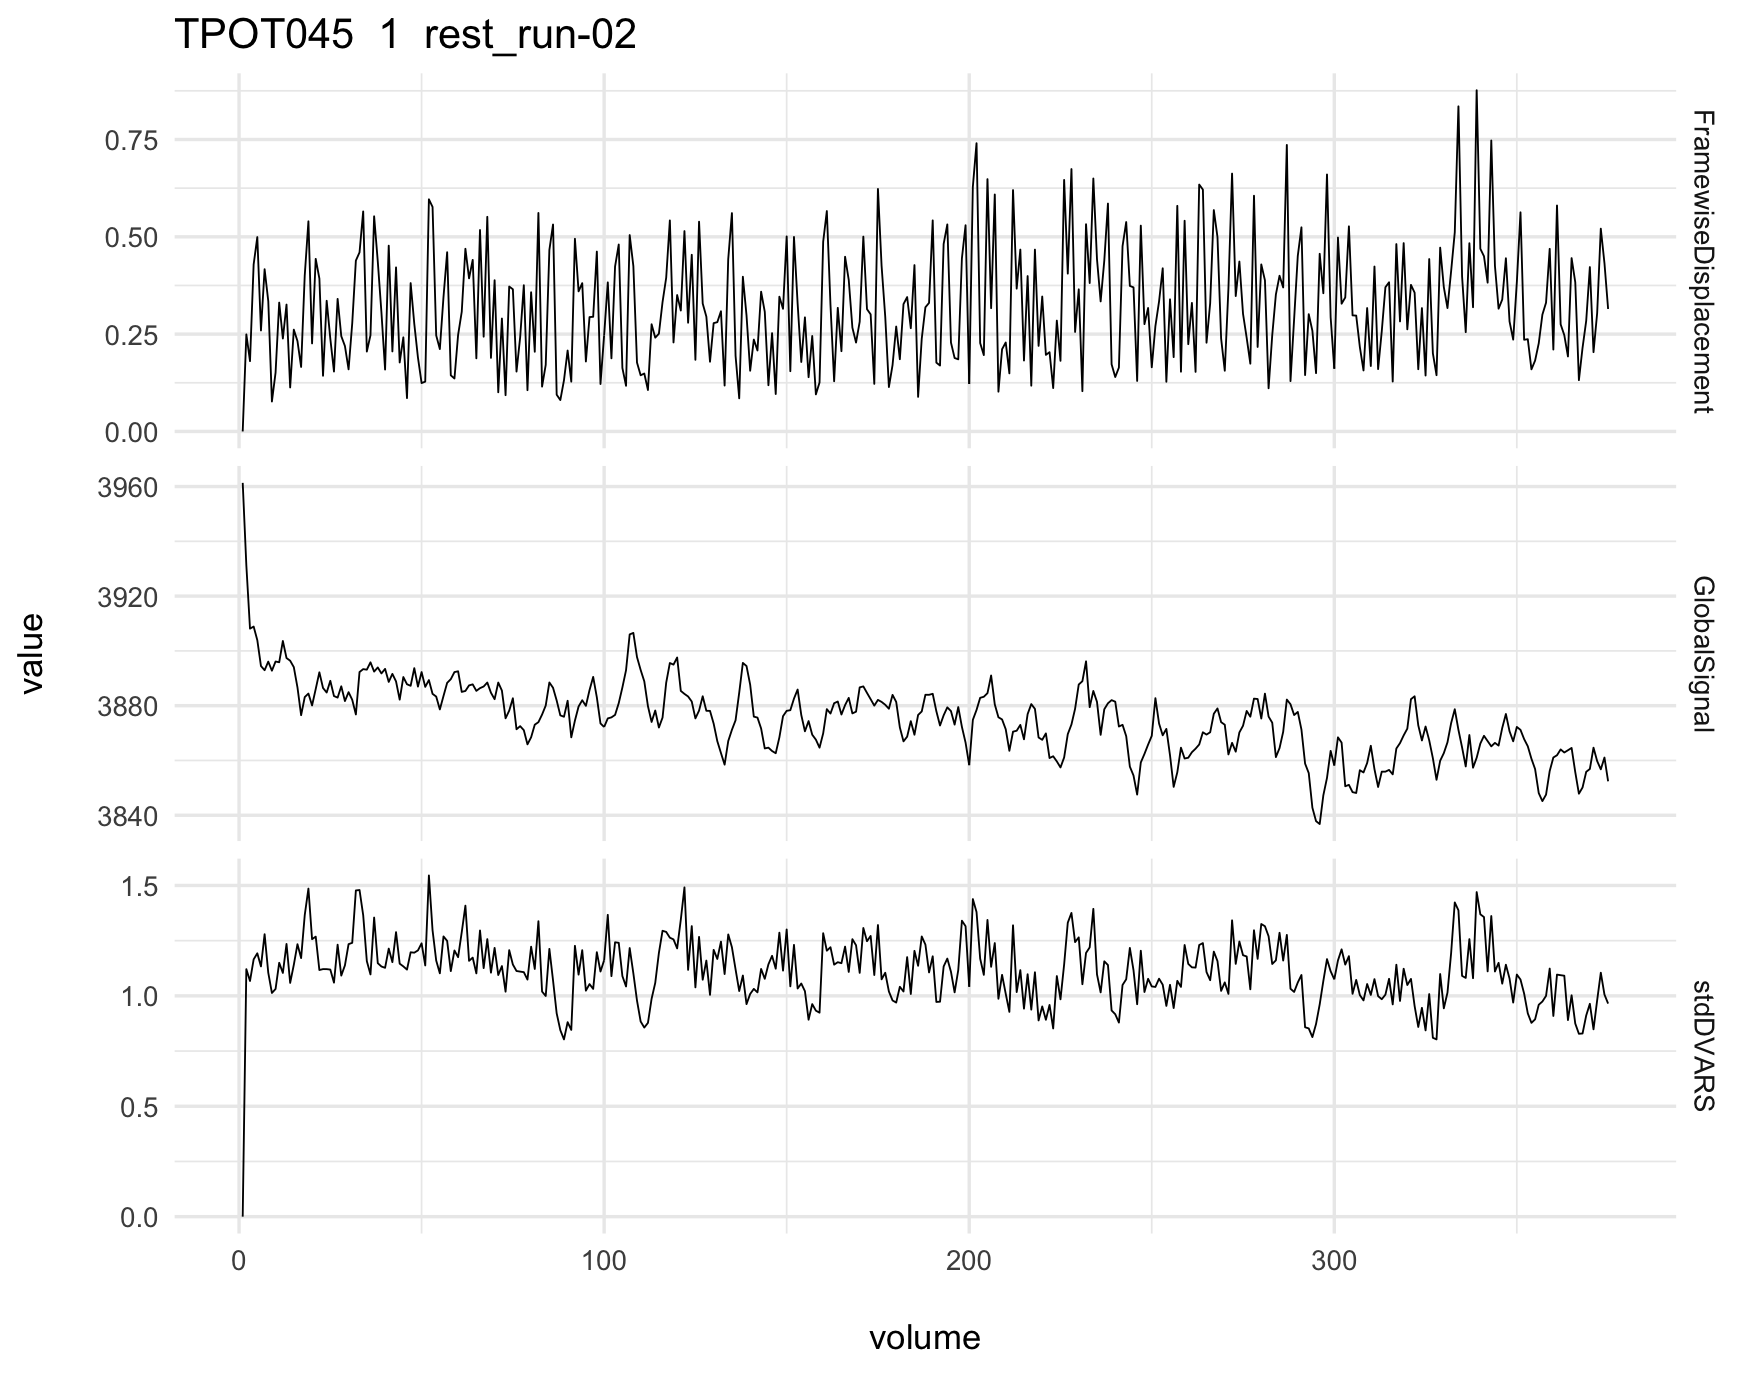 TPOT045 1 rest_run-02
value
0.75
0.50
0.25
0.00
FramewiseDisplacement
3960
3920
3880
3840
GlobalSignal
1.5
1.0
0.5
0.0
stdDVARS
0 100 200 300
volume